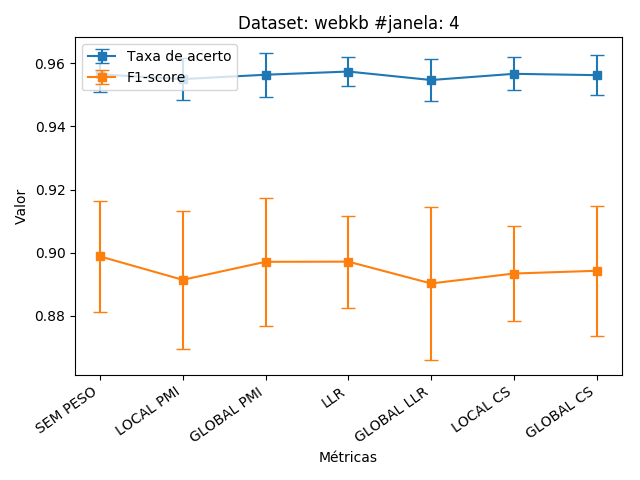 Dataset: webkb #janela: 4
Taxa de acerto
F1-score
0.96
0.94
0.92
0.90
0.88
Valor
SEM PESO
LOCAL PMI
GLOBAL PMI
LLR
GLOBAL LLR
LOCAL CS
GLOBAL CS
Métricas